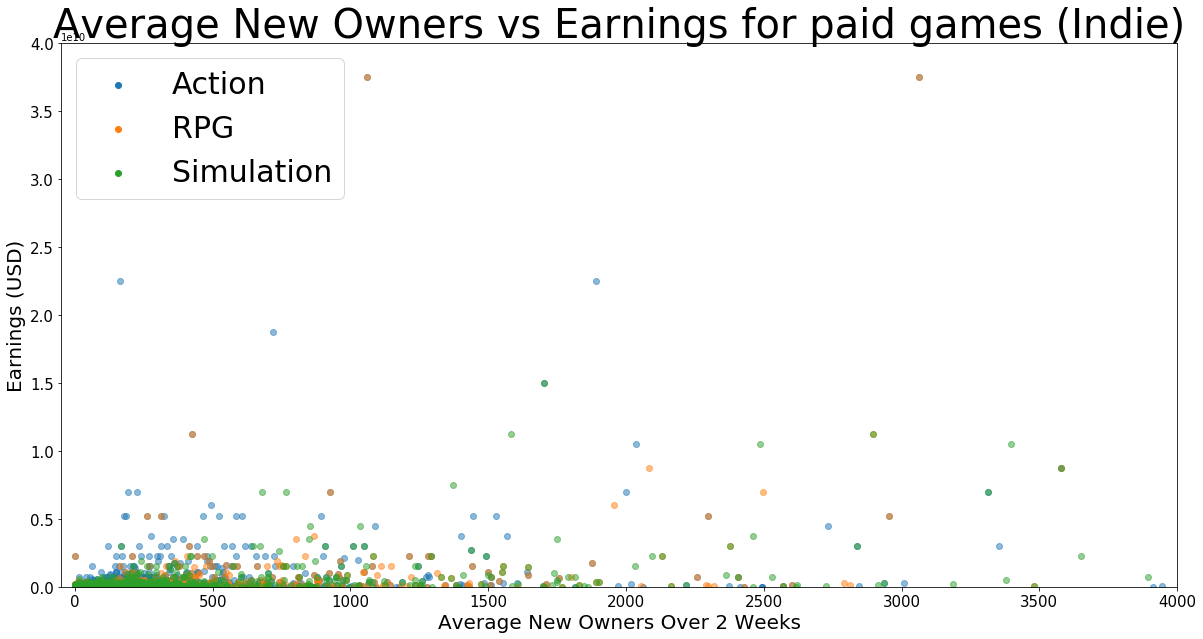 Average New Owners vs Earnings for paid games (Indie)
1e10
4.0
3.5
3.0
2.5
2.0
1.5
1.0
0.5
0.0
Earnings (USD)
Action
RPG
Simulation
0 500 1000 1500 2000 2500 3000 3500 4000
Average New Owners Over 2 Weeks